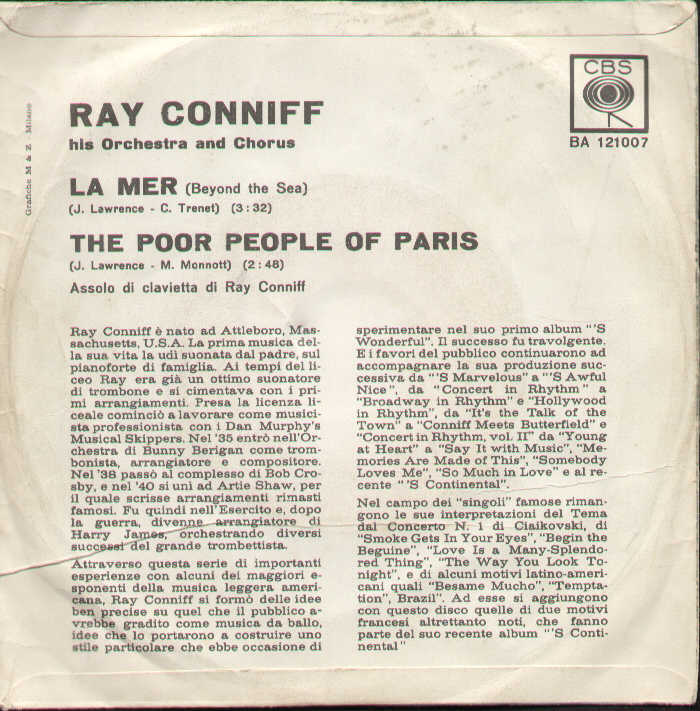 CBS
BA 121007
Grafiche M & Z - Milano
RAY CONNIFF
his Orchestra and Chorus
LA MER (Beyond the Sea)
(J. Lawrence - C. Trenet) (3:32)
THE POOR PEOPLE OF PARIS
(J. Lawrence - M. Monnott) (2:48)
Assolo di clavietta di Ray Conniff
Ray Conniff è nato ad Attleboro, Mas-
sachusetts, U.S.A. La prima musica del-
la sua vita la udì suonata dal padre, sul
pianoforte di famiglia. Ai tempi del li-
ceo Ray era già un ottimo suonatore
di trombone e si cimentava con i pri-
mi arrangiamenti. Presa la licenza li-
ceale cominciò a lavorare come musici-
sta professionista con i Dan Murphy's
Musical Skippers. Nel '35 entrò nell'Or-
chestra di Bunny Berigan come trom-
bonista, arrangiatore e compositore.
Nel '38 passò al complesso di Bob Cro-
sby, e nel '40 si unì ad Artie Shaw, per
il quale scrisse arrangiamenti rimasti
famosi. Fu quindi nell'Esercito e, dopo
la guerra, divenne arrangiatore di
Harry James, orchestrando diversi
successi del grande trombettista.
Attraverso questa serie di importanti
esperienze con alcuni dei maggiori e-
sponenti della musica leggera ameri-
cana, Ray Conniff si formò delle idee
ben precise su quel che il pubblico a-
vrebbe gradito come musica da ballo,
idee che lo portarono a costruire uno
stile particolare che ebbe occasione di
sperimentare nel suo primo album "'S
Wonderful". Il successo fu travolgente.
E i favori del pubblico continuarono ad
accompagnare la sua produzione suc-
cessiva da "'S Marvelous" a "'S Awful
Nice", da "Concert in Rhythm" a
"Broadway in Rhythm" e "Hollywood
in Rhythm", da "It's the Talk of the
Town" a "Conniff Meets Butterfield" e
"Concert in Rhythm, vol. II" da "Young
at Heart" a "Say It with Music", "Me-
mories Are Made of This", "Somebody
Loves Me", "So Much in Love" e al re-
cente "'S Continental".
Nel campo dei "singoli" famose riman-
gono le sue interpretazioni del Tema
dal Concerto N. 1 di Ciaikovski, di
"Smoke Gets In Your Eyes", "Begin the
Beguine", "Love Is a Many-Splendo-
red Thing", "The Way You Look To-
night", e di alcuni motivi latino-ameri-
cani quali "Besame Mucho", "Tempta-
tion", Brazil". Ad esse si aggiungono
con questo disco quelle di due motivi
francesi altrettanto noti, che fanno
parte del suo recente album "'S Conti-
nental"